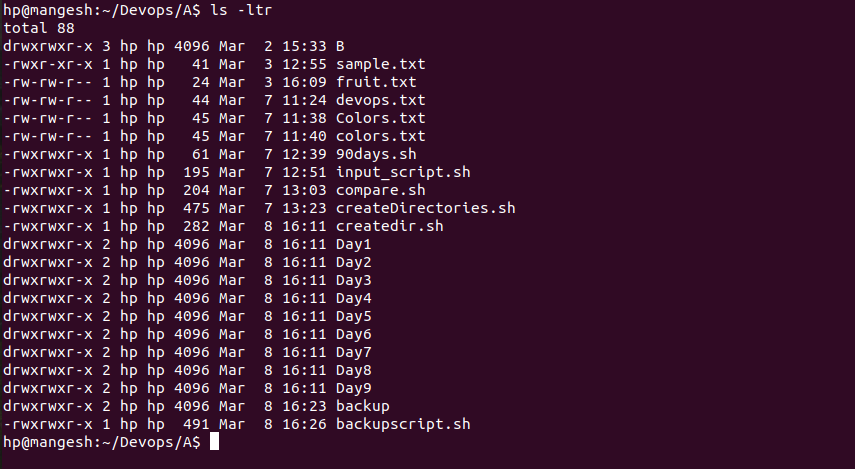 hp@mangesh:~/Devops/A$ ls -ltr
total 88
drwxrwxr-x 3 hp hp 4096 Mar  2 15:33 B
-rwxr-xr-x 1 hp hp   41 Mar  3 12:55 sample.txt
-rw-rw-r-- 1 hp hp   24 Mar  3 16:09 fruit.txt
-rw-rw-r-- 1 hp hp   44 Mar  7 11:24 devops.txt
-rw-rw-r-- 1 hp hp   45 Mar  7 11:38 Colors.txt
-rw-rw-r-- 1 hp hp   45 Mar  7 11:40 colors.txt
-rwxrwxr-x 1 hp hp   61 Mar  7 12:39 90days.sh
-rwxrwxr-x 1 hp hp  195 Mar  7 12:51 input_script.sh
-rwxrwxr-x 1 hp hp  204 Mar  7 13:03 compare.sh
-rwxrwxr-x 1 hp hp  475 Mar  7 13:23 createDirectories.sh
-rwxrwxr-x 1 hp hp  282 Mar  8 16:11 createdir.sh
drwxrwxr-x 2 hp hp 4096 Mar  8 16:11 Day1
drwxrwxr-x 2 hp hp 4096 Mar  8 16:11 Day2
drwxrwxr-x 2 hp hp 4096 Mar  8 16:11 Day3
drwxrwxr-x 2 hp hp 4096 Mar  8 16:11 Day4
drwxrwxr-x 2 hp hp 4096 Mar  8 16:11 Day5
drwxrwxr-x 2 hp hp 4096 Mar  8 16:11 Day6
drwxrwxr-x 2 hp hp 4096 Mar  8 16:11 Day7
drwxrwxr-x 2 hp hp 4096 Mar  8 16:11 Day8
drwxrwxr-x 2 hp hp 4096 Mar  8 16:11 Day9
drwxrwxr-x 2 hp hp 4096 Mar  8 16:23 backup
-rwxrwxr-x 1 hp hp  491 Mar  8 16:26 backupscript.sh
hp@mangesh:~/Devops/A$